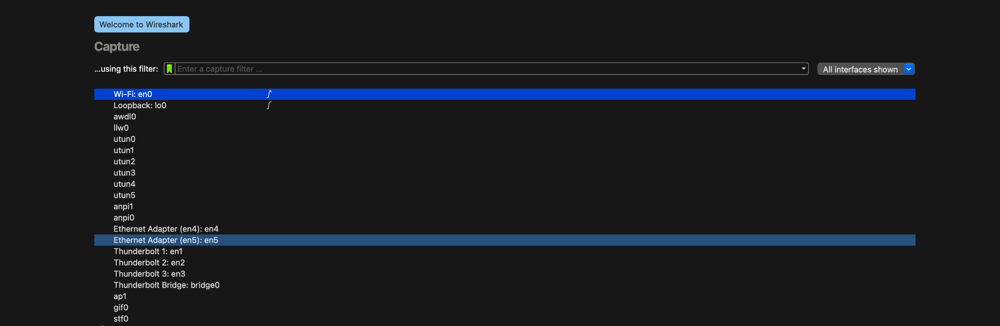 Welcome to Wireshark
Capture
...using this filter: Enter a capture filter ... All interfaces shown
Wi-Fi: en0
Loopback: lo0
awdl0
llw0
utun0
utun1
utun2
utun3
utun4
utun5
anpi1
anpi0
Ethernet Adapter (en4): en4
Ethernet Adapter (en5): en5
Thunderbolt 1: en1
Thunderbolt 2: en2
Thunderbolt 3: en3
Thunderbolt Bridge: bridge0
ap1
gif0
stf0